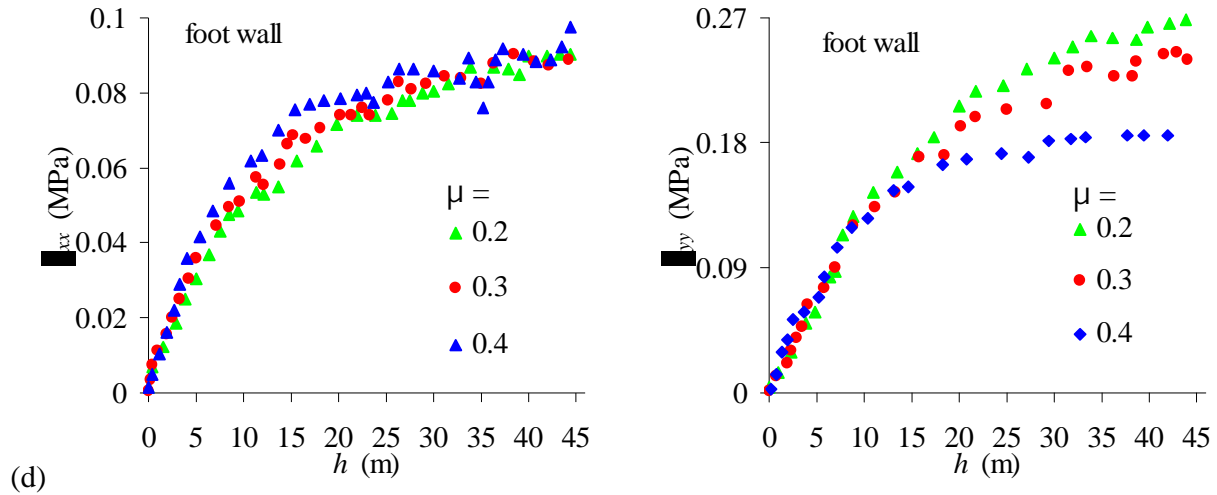 foot wall
xx (MPa)
0.1
0.08
0.06
0.04
0.02
0
μ =
0.2
0.3
0.4
0 5 10 15 20 25 30 35 40 45
h (m)
foot wall
yy (MPa)
0.27
0.18
0.09
0
μ =
0.2
0.3
0.4
0 5 10 15 20 25 30 35 40 45
h (m)
(d)